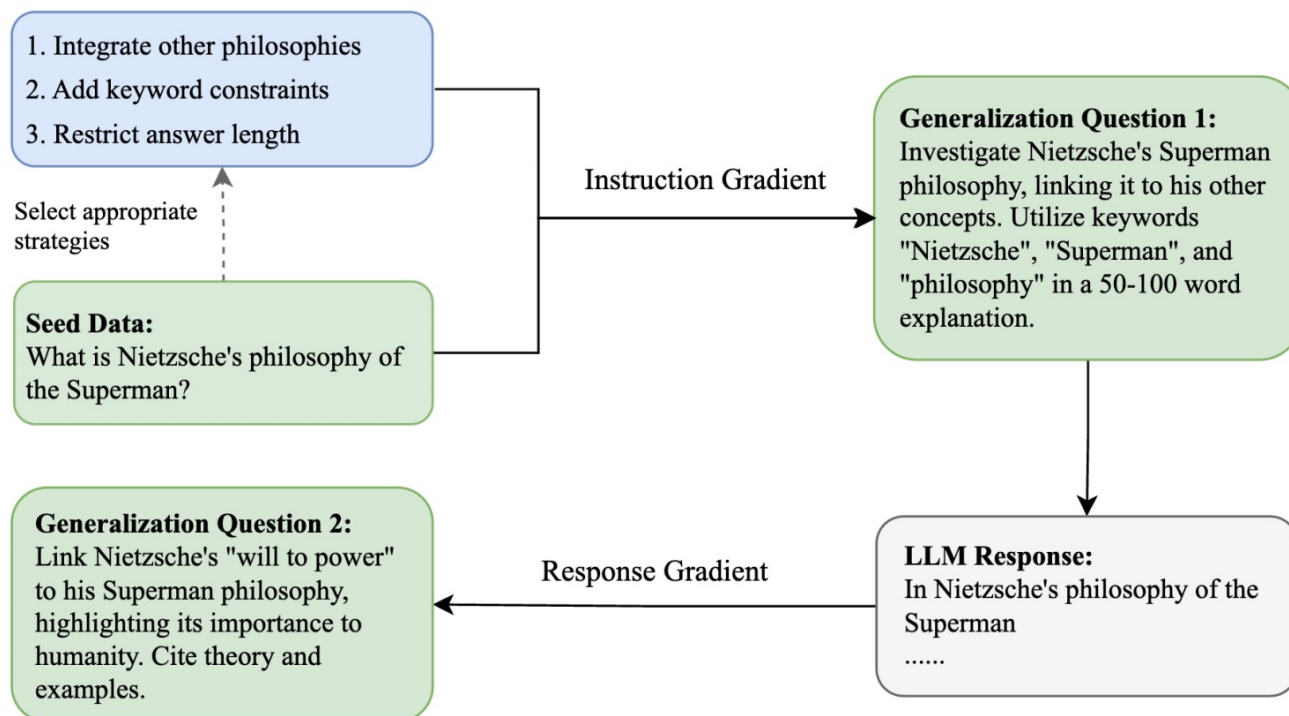 1. Integrate other philosophies
2. Add keyword constraints
3. Restrict answer length
Select appropriate
strategies
Seed Data:
What is Nietzsche's philosophy of
the Superman?
Instruction Gradient
Generalization Question 1:
Investigate Nietzsche's Superman
philosophy, linking it to his other
concepts. Utilize keywords
"Nietzsche", "Superman", and
"philosophy" in a 50-100 word
explanation.
LLM Response:
In Nietzsche's philosophy of the
Superman
......
Response Gradient
Generalization Question 2:
Link Nietzsche's "will to power"
to his Superman philosophy,
highlighting its importance to
humanity. Cite theory and
examples.